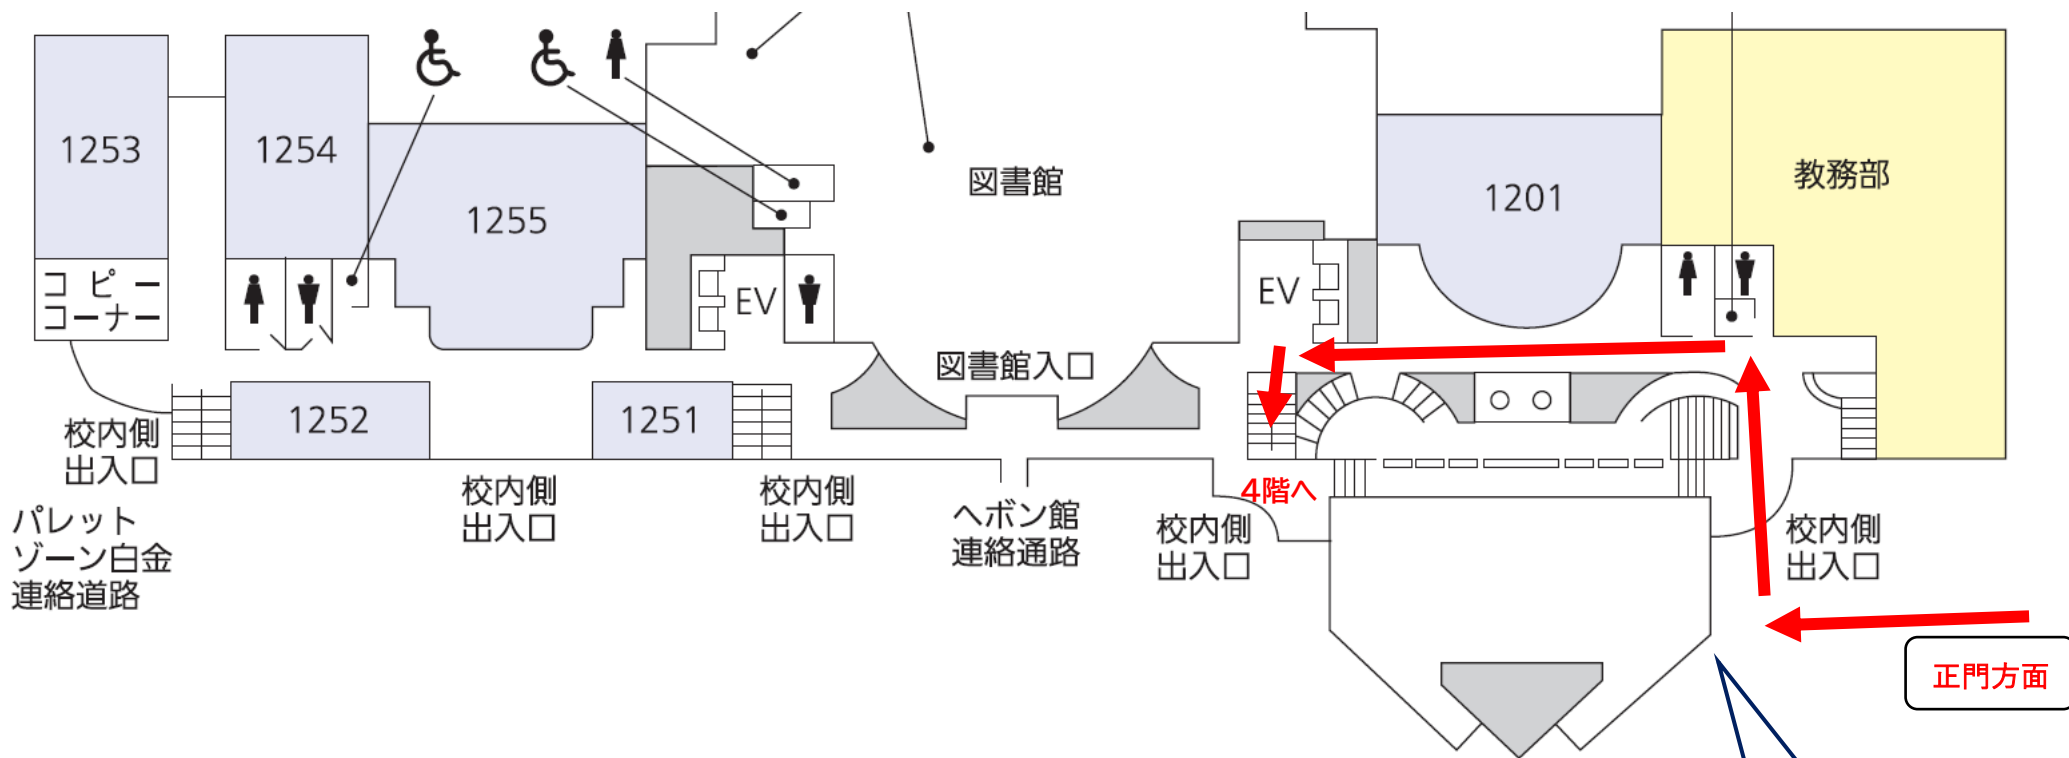 1253
1254
1255
図書館
1201
教務部
コピー
コーナー
EV
EV
図書館入口
1252
1251
校内側
出入口
校内側
出入口
校内側
出入口
ヘボン館
連絡通路
4階へ
校内側
出入口
校内側
出入口
パレット
ゾーン白金
連絡道路
正門方面